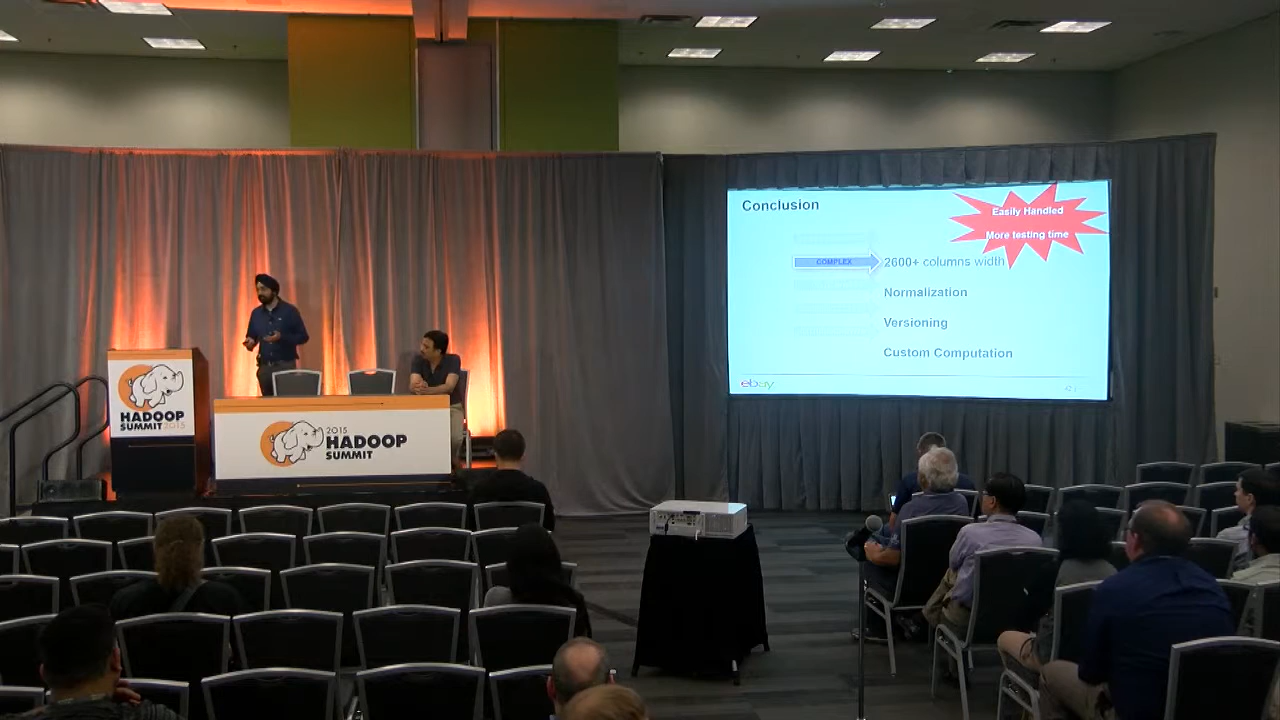 Conclusion
Easily Handled
More testing time
COMPLEX
2600+ columns width
Normalization
Versioning
Custom Computation
ebay
HADOOP
SUMMIT 2015
2015
HADOOP
SUMMIT